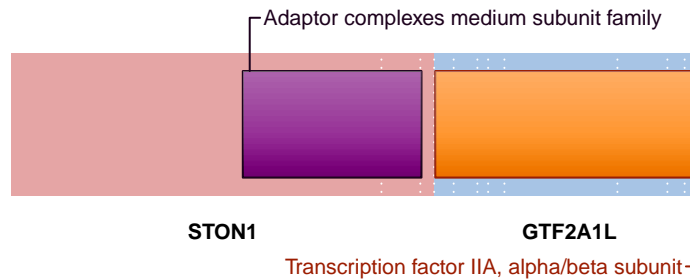 Adaptor complexes medium subunit family
STON1
GTF2A1L
Transcription factor IIA, alpha/beta subunit